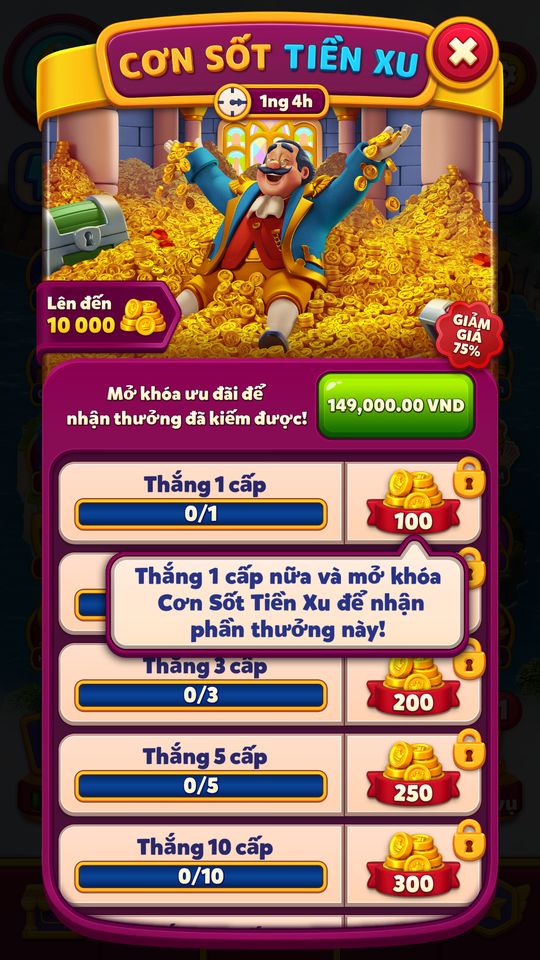 CƠN SỐT TIỀN XU
1ng 4h
Lên đến
10 000
GIẢM
GIÁ
75%
Mở khóa ưu đãi để
nhận thưởng đã kiếm được!
149,000.00 VND
Thắng 1 cấp
0/1
100
Thắng 1 cấp nữa và mở khóa
Cơn Sốt Tiền Xu để nhận
phần thưởng này!
Thắng 3 cấp
0/3
200
Thắng 5 cấp
0/5
250
Thắng 10 cấp
0/10
300